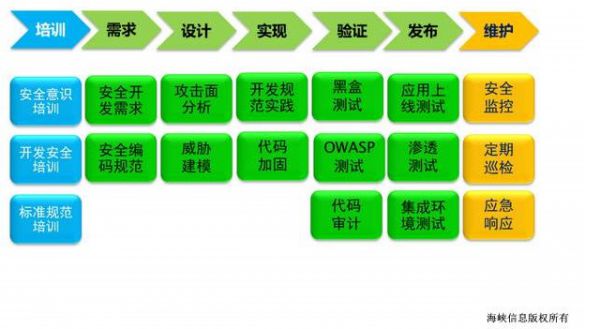 培训 需求 设计 实现 验证 发布 维护
安全意识
培训
安全开
发需求
攻击面
分析
开发规
范实践
黑盒
测试
应用上
线测试
安全
监控
开发安全
培训
安全编
码规范
威胁
建模
代码
加固
OWASP
测试
渗透
测试
定期
巡检
标准规范
培训
代码
审计
集成环
境测试
应急
响应
海峡信息版权所有